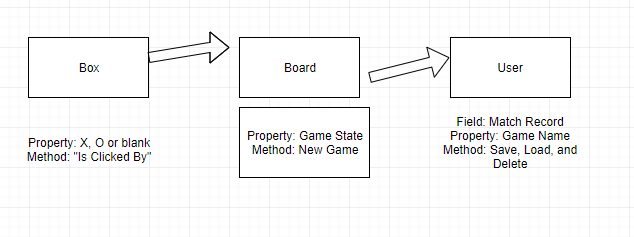 Box
Board
User
Property: X, O or blank
Method: "Is Clicked By"
Property: Game State
Method: New Game
Field: Match Record
Property: Game Name
Method: Save, Load, and
Delete